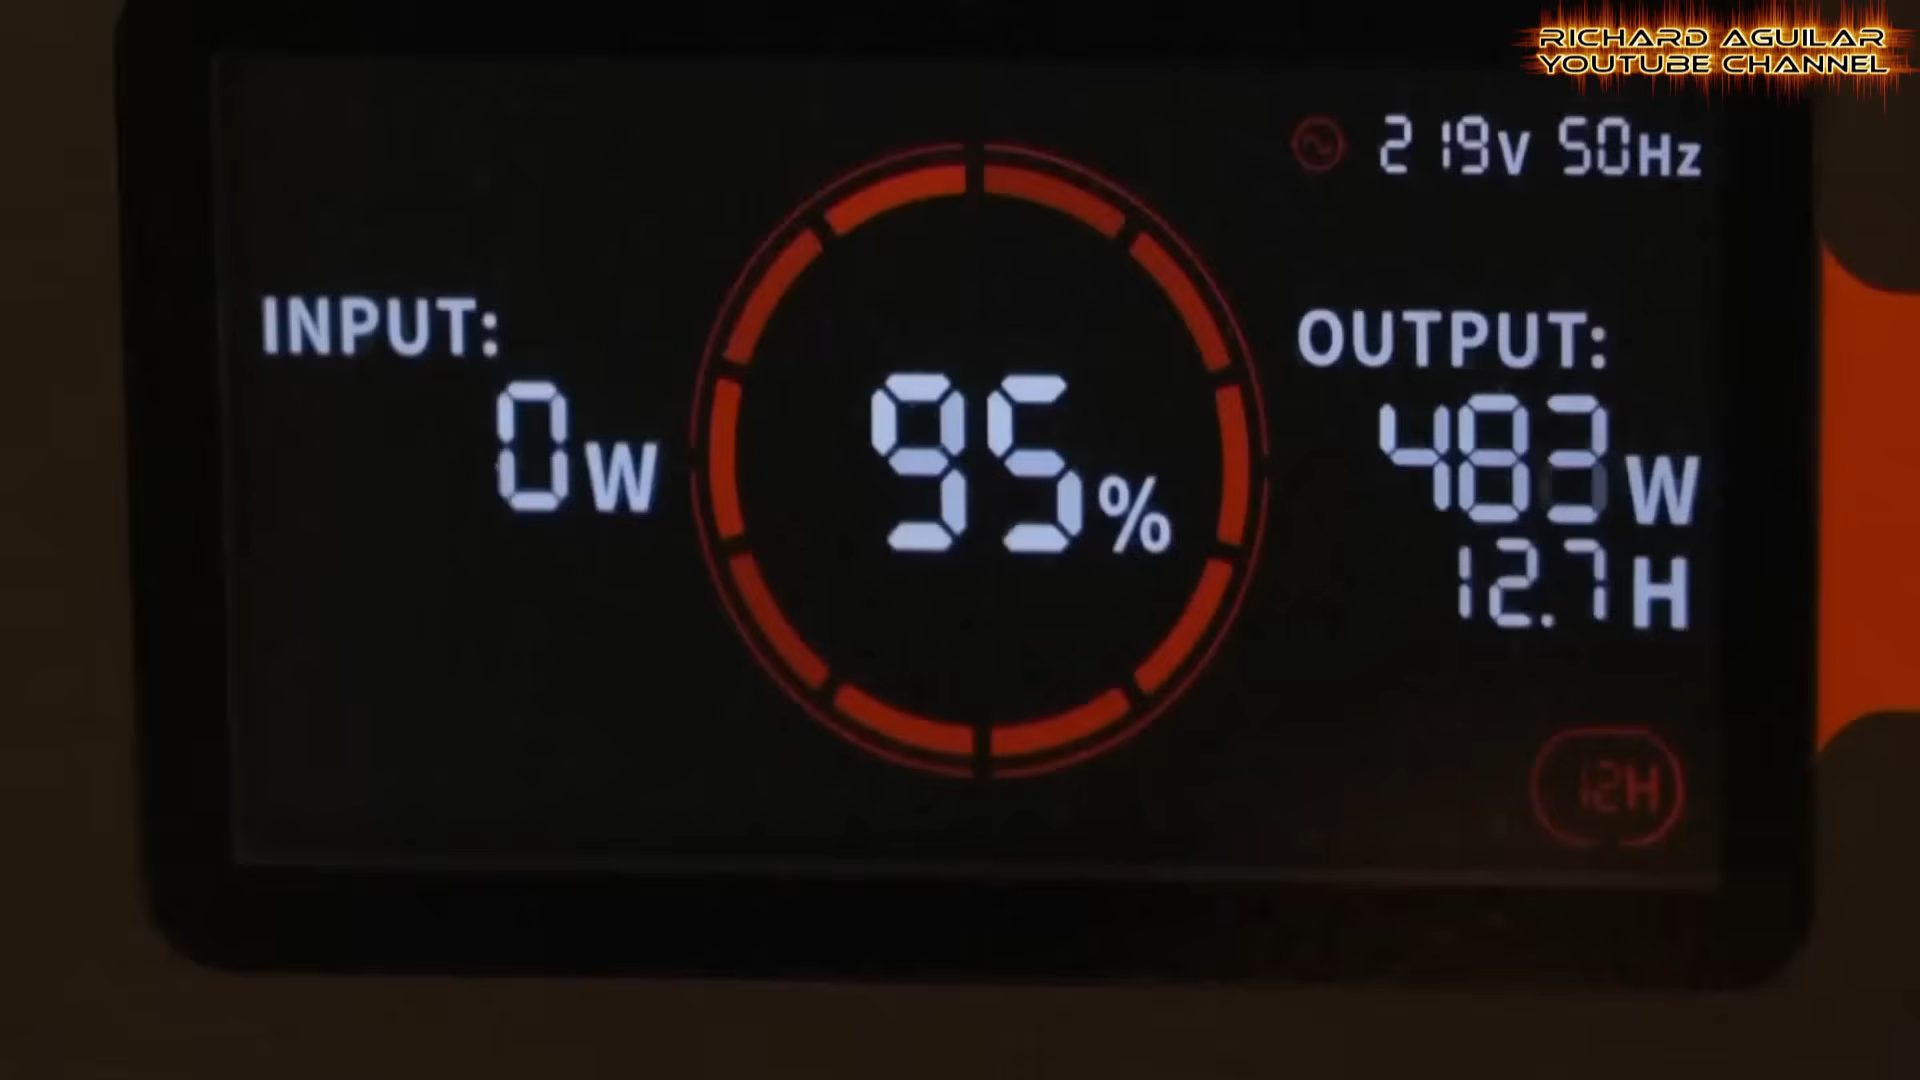 RICHARD AGUILAR
YOUTUBE CHANNEL
219V 50Hz
INPUT:
0W
95%
OUTPUT:
483W
12.7H
12H